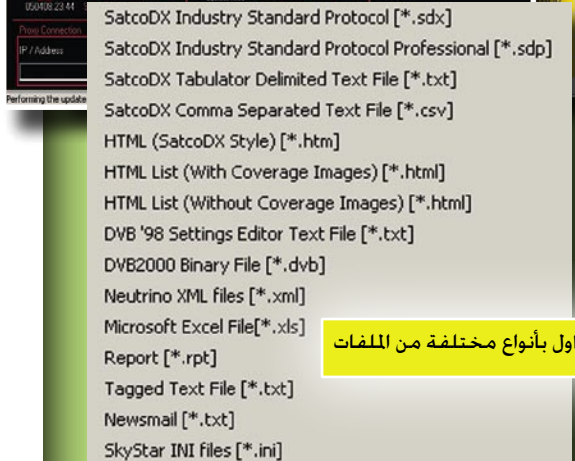 050408 23:44
Proxy Connection
IP / Address
Performing the update
SatcoDX Industry Standard Protocol [*.sdx]
SatcoDX Industry Standard Protocol Professional [*.sdp]
SatcoDX Tabulator Delimited Text File [*.txt]
SatcoDX Comma Separated Text File [*.csv]
HTML (SatcoDX Style) [*.htm]
HTML List (With Coverage Images) [*.html]
HTML List (Without Coverage Images) [*.html]
DVB '98 Settings Editor Text File [*.txt]
DVB2000 Binary File [*.dvb]
Neutrino XML files [*.xml]
Microsoft Excel File[*.xls]
اول بأنواع مختلفة من الملفات
Report [*.rpt]
Tagged Text File [*.txt]
Newsmail [*.txt]
SkyStar INI files [*.ini]